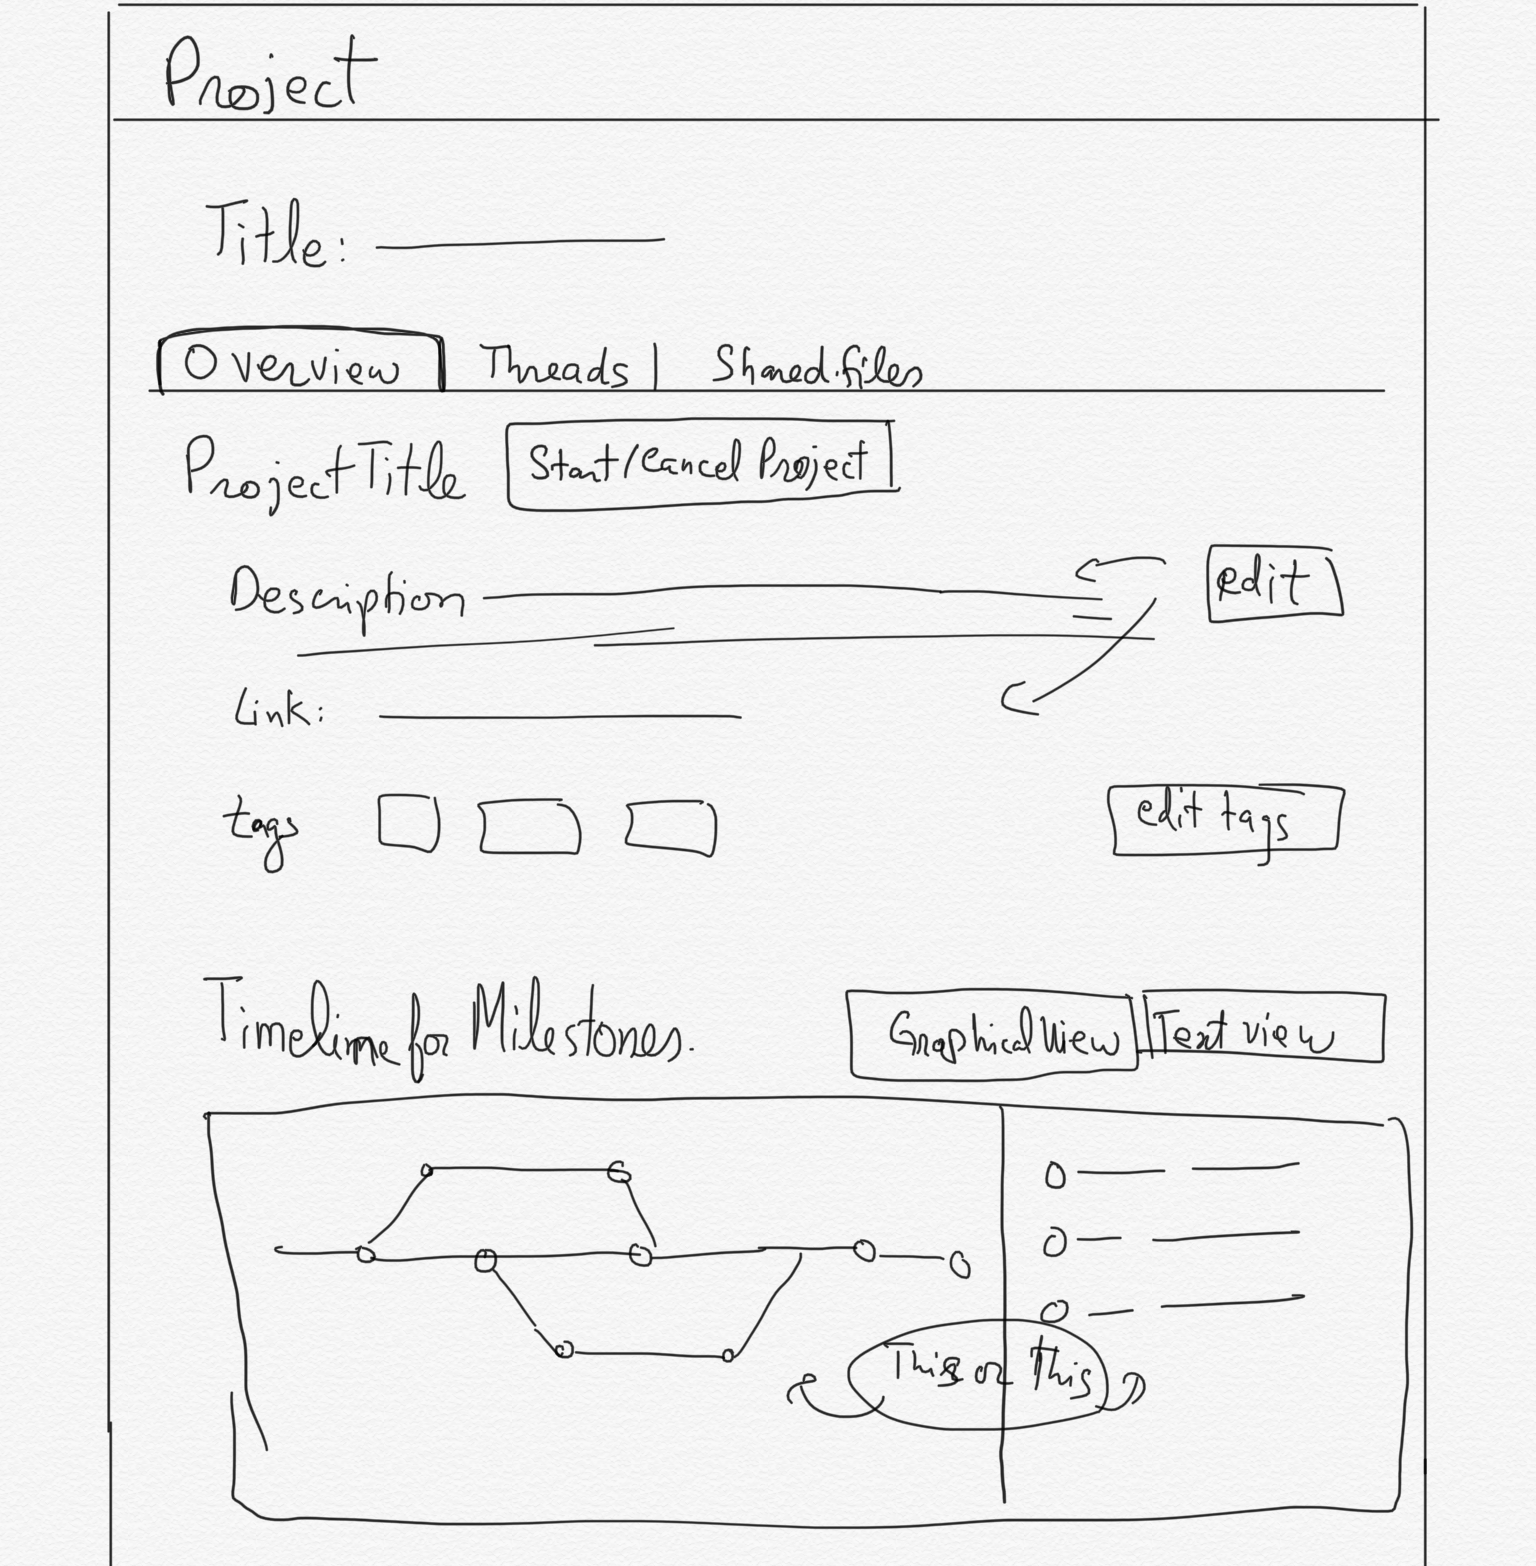 Project
Title:
Overview Threads | Shared files
Project Title Start/Cancel Project
Description edit
Link:
tags edit tags
Timeline for Milestones. Graphical View Text view
This or This